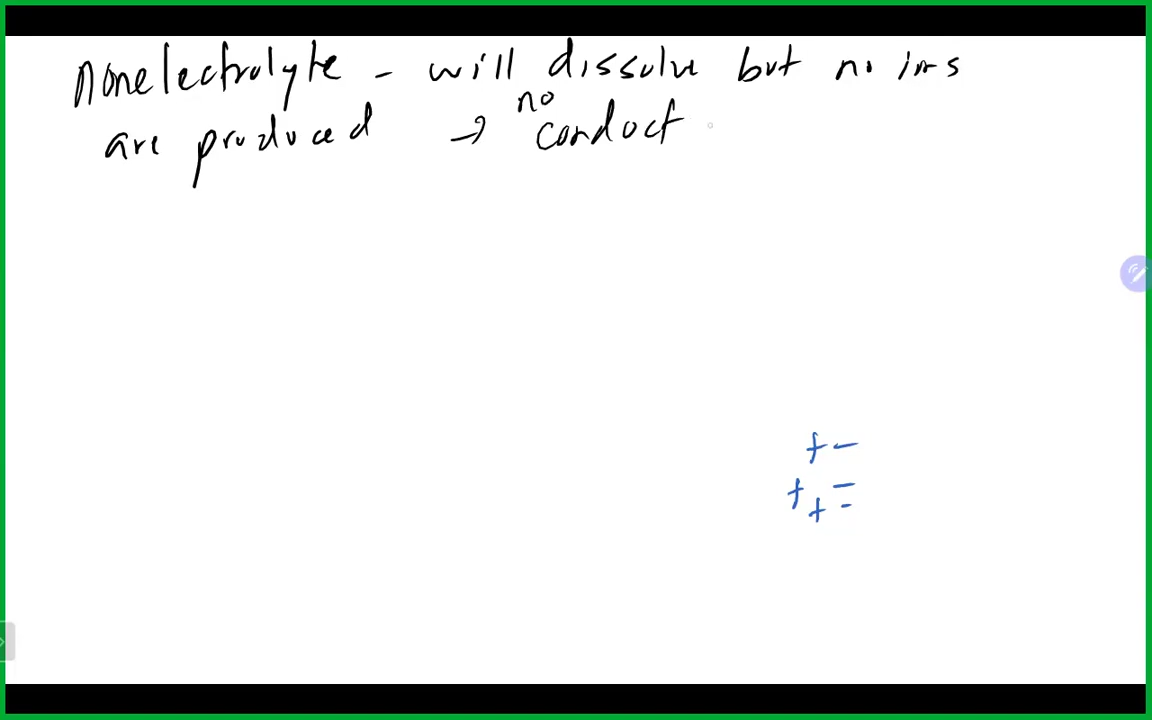 nonelectrolyte - will dissolve but no ions
no
are produced → conduct
+ -
+ -
+ -